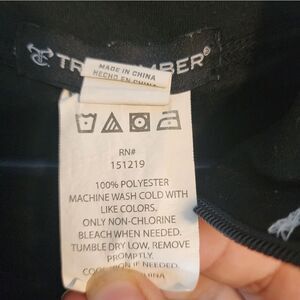 MADE IN CHINA
HECHO EN CHINA
RN#
151219
100% POLYESTER
MACHINE WASH COLD WITH
LIKE COLORS.
ONLY NON-CHLORINE
BLEACH WHEN NEEDED.
TUMBLE DRY LOW, REMOVE
PROMPTLY.
COOL IRON IF NEEDED.
CHINA